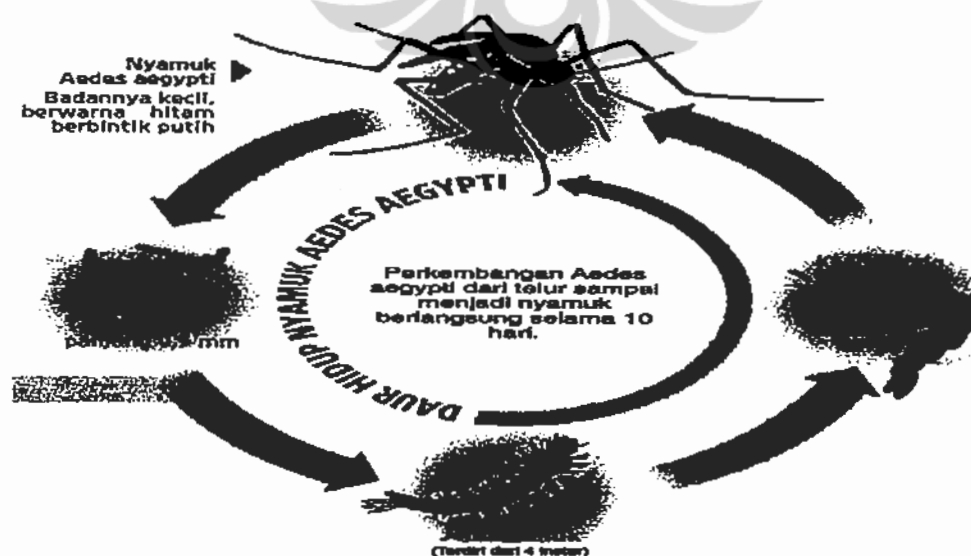 Nyamuk
Aedes aegypti
Badannya kecil,
berwarna hitam
berbintik putih
DAUR HIDUP NYAMUK AEDES AEGYPTI
Perkembangan Aedes
aegypti dari telur sampai
menjadi nyamuk
berlangsung selama 10
hari.
mm
(Terdiri dari 4 instar)